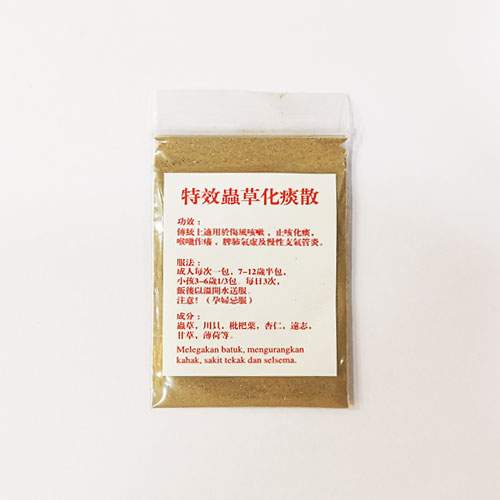 特效蟲草化痰散
功效：
傳統上適用於傷風咳嗽，止咳化痰，
喉嚨作痛，脾肺氣虛及慢性支氣管炎。
服法：
成人每次一包，7-12歲半包，
小孩3-6歲1/3包。每日3次，
飯後以溫開水送服。
注意！（孕婦忌服）
成分：
蟲草，川貝，枇杷葉，杏仁，遠志，
甘草，薄荷等。
Melegakan batuk, mengurangkan
kahak, sakit tekak dan selsema.